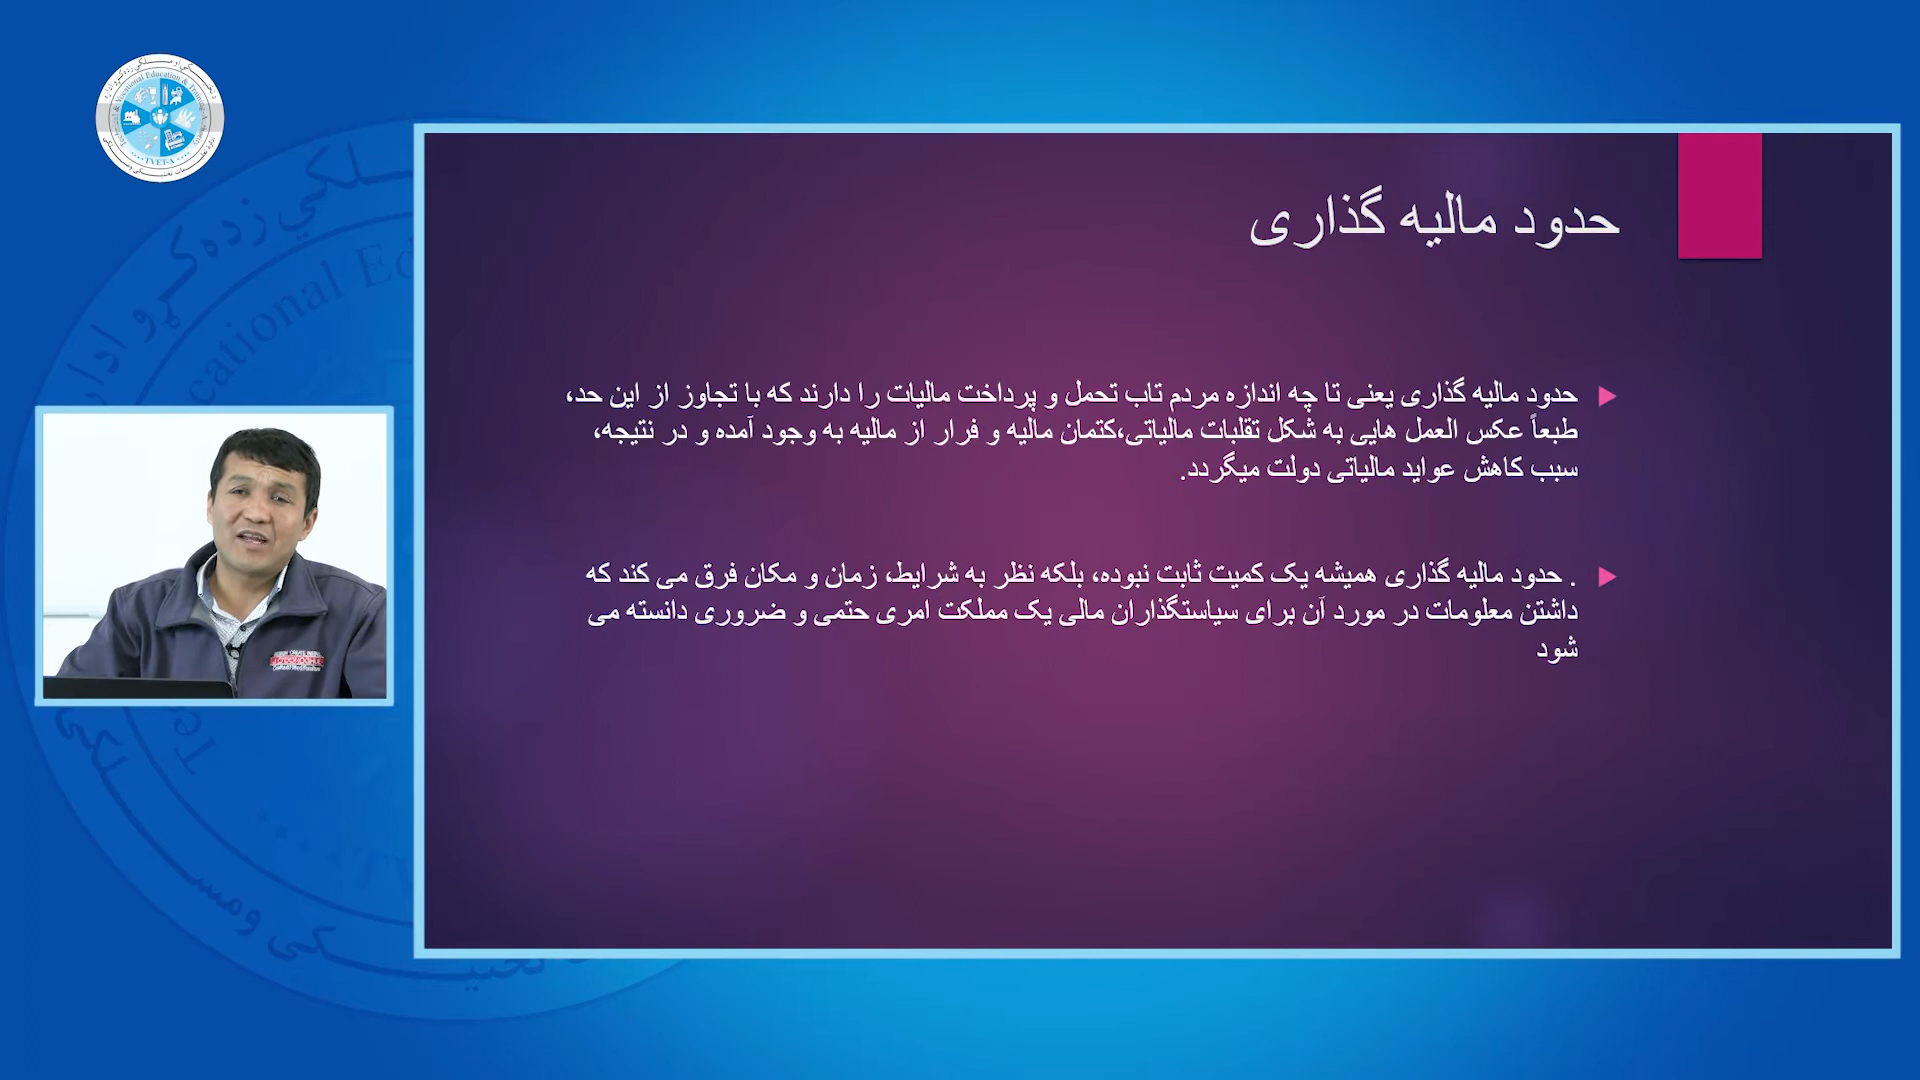 حدود مالیه گذاری
حدود مالیه گذاری یعنی تا چه اندازه مردم تاب تحمل و پرداخت مالیات را دارند که با تجاوز از این حد،
طبعاً عکس العمل هایی به شکل تقلبات مالیاتی،کتمان مالیه و فرار از مالیه به وجود آمده و در نتیجه،
سبب کاهش عواید مالیاتی دولت میگردد.
. حدود مالیه گذاری همیشه یک کمیت ثابت نبوده، بلکه نظر به شرایط، زمان و مکان فرق می کند که
داشتن معلومات در مورد آن برای سیاستگذاران مالی یک مملکت امری حتمی و ضروری دانسته می
شود
TVET-A